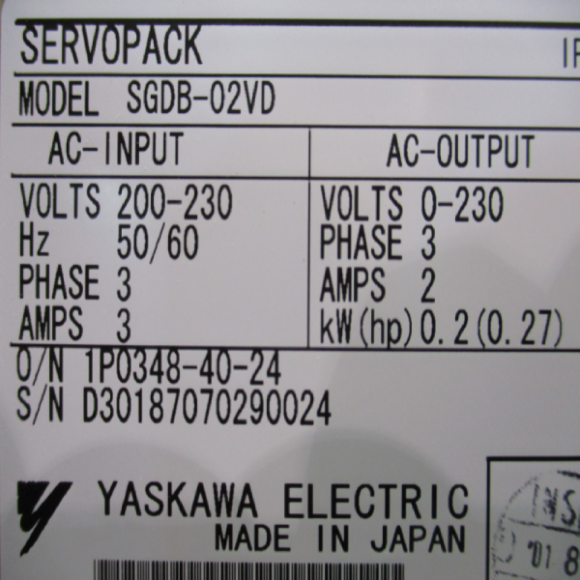 SERVOPACK
MODEL SGDB-02VD
AC-INPUT AC-OUTPUT
VOLTS 200-230 VOLTS 0-230
Hz 50/60 PHASE 3
PHASE 3 AMPS 2
AMPS 3 kW(hp)0.2(0.27)
O/N 1P0348-40-24
S/N D30187070290024
YASKAWA ELECTRIC
MADE IN JAPAN
'01 8